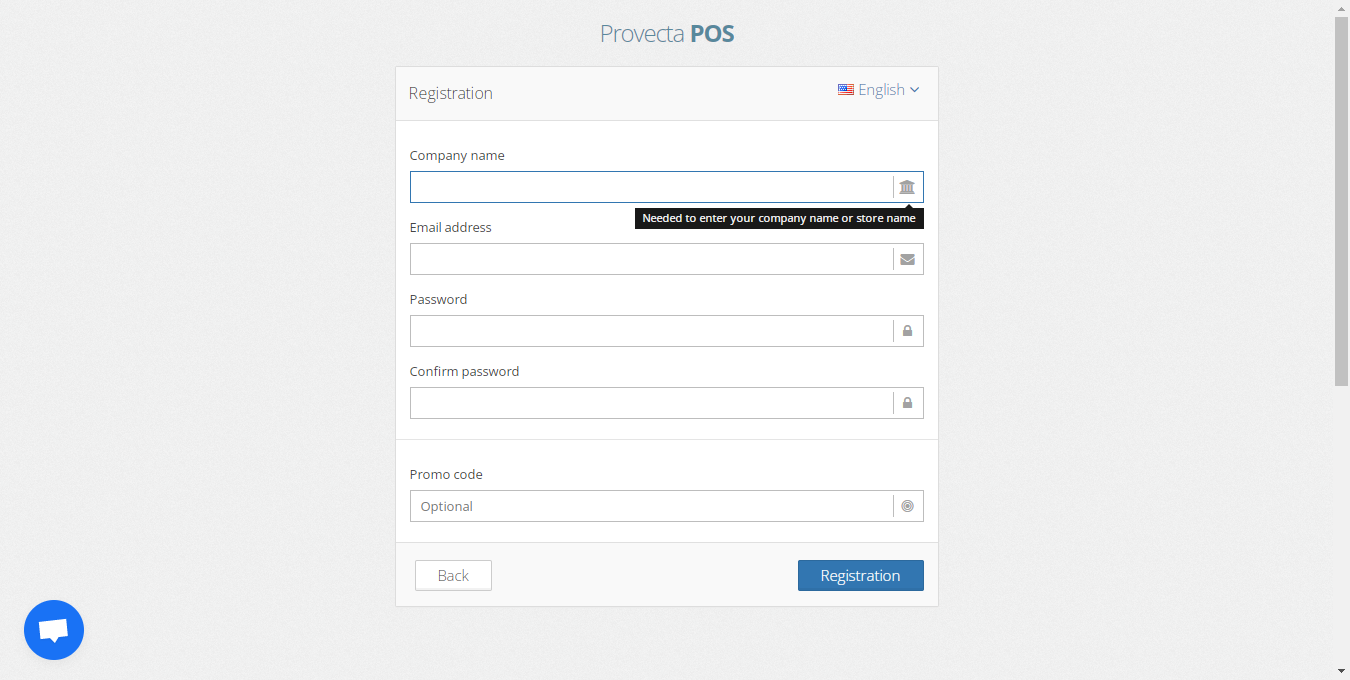 Provecta POS
Registration
English
Company name
Needed to enter your company name or store name
Email address
Password
Confirm password
Promo code
Optional
Back
Registration